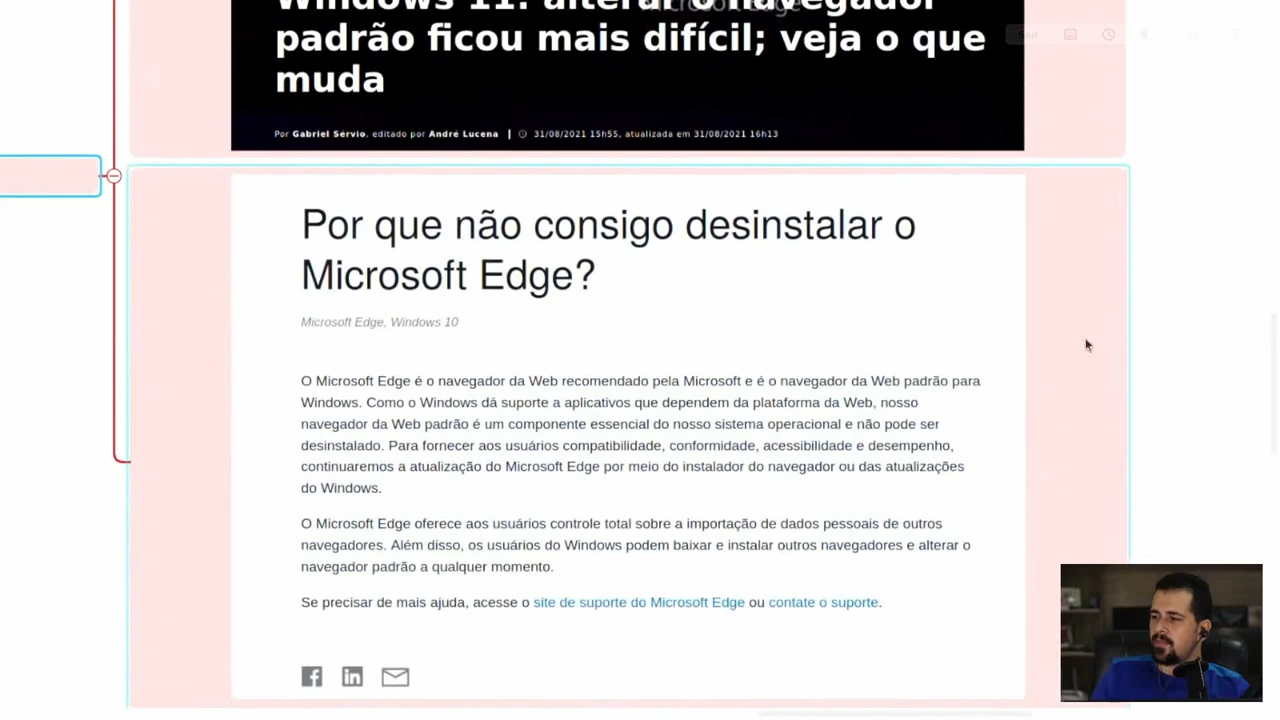 Windows 11: alterar o navegador
padrão ficou mais difícil; veja o que
muda
Sair
Por Gabriel Sérvio, editado por André Lucena | 31/08/2021 15h55, atualizada em 31/08/2021 16h13
Por que não consigo desinstalar o
Microsoft Edge?
Microsoft Edge, Windows 10
O Microsoft Edge é o navegador da Web recomendado pela Microsoft e é o navegador da Web padrão para
Windows. Como o Windows dá suporte a aplicativos que dependem da plataforma da Web, nosso
navegador da Web padrão é um componente essencial do nosso sistema operacional e não pode ser
desinstalado. Para fornecer aos usuários compatibilidade, conformidade, acessibilidade e desempenho,
continuaremos a atualização do Microsoft Edge por meio do instalador do navegador ou das atualizações
do Windows.
O Microsoft Edge oferece aos usuários controle total sobre a importação de dados pessoais de outros
navegadores. Além disso, os usuários do Windows podem baixar e instalar outros navegadores e alterar o
navegador padrão a qualquer momento.
Se precisar de mais ajuda, acesse o site de suporte do Microsoft Edge ou contate o suporte.